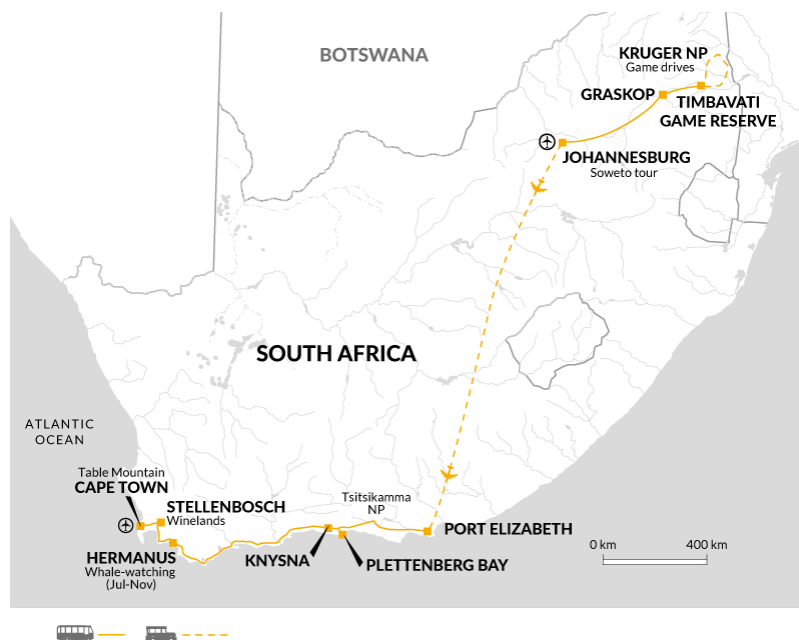 BOTSWANA
KRUGER NP
Game drives
GRASKOP
TIMBAVATI
GAME RESERVE
JOHANNESBURG
Soweto tour
SOUTH AFRICA
ATLANTIC
OCEAN
Table Mountain
CAPE TOWN
STELLENBOSCH
Winelands
Tsitsikamma
NP
PORT ELIZABETH
HERMANUS
Whale-watching
(Jul-Nov)
KNYSNA
PLETTENBERG BAY
0 km
400 km